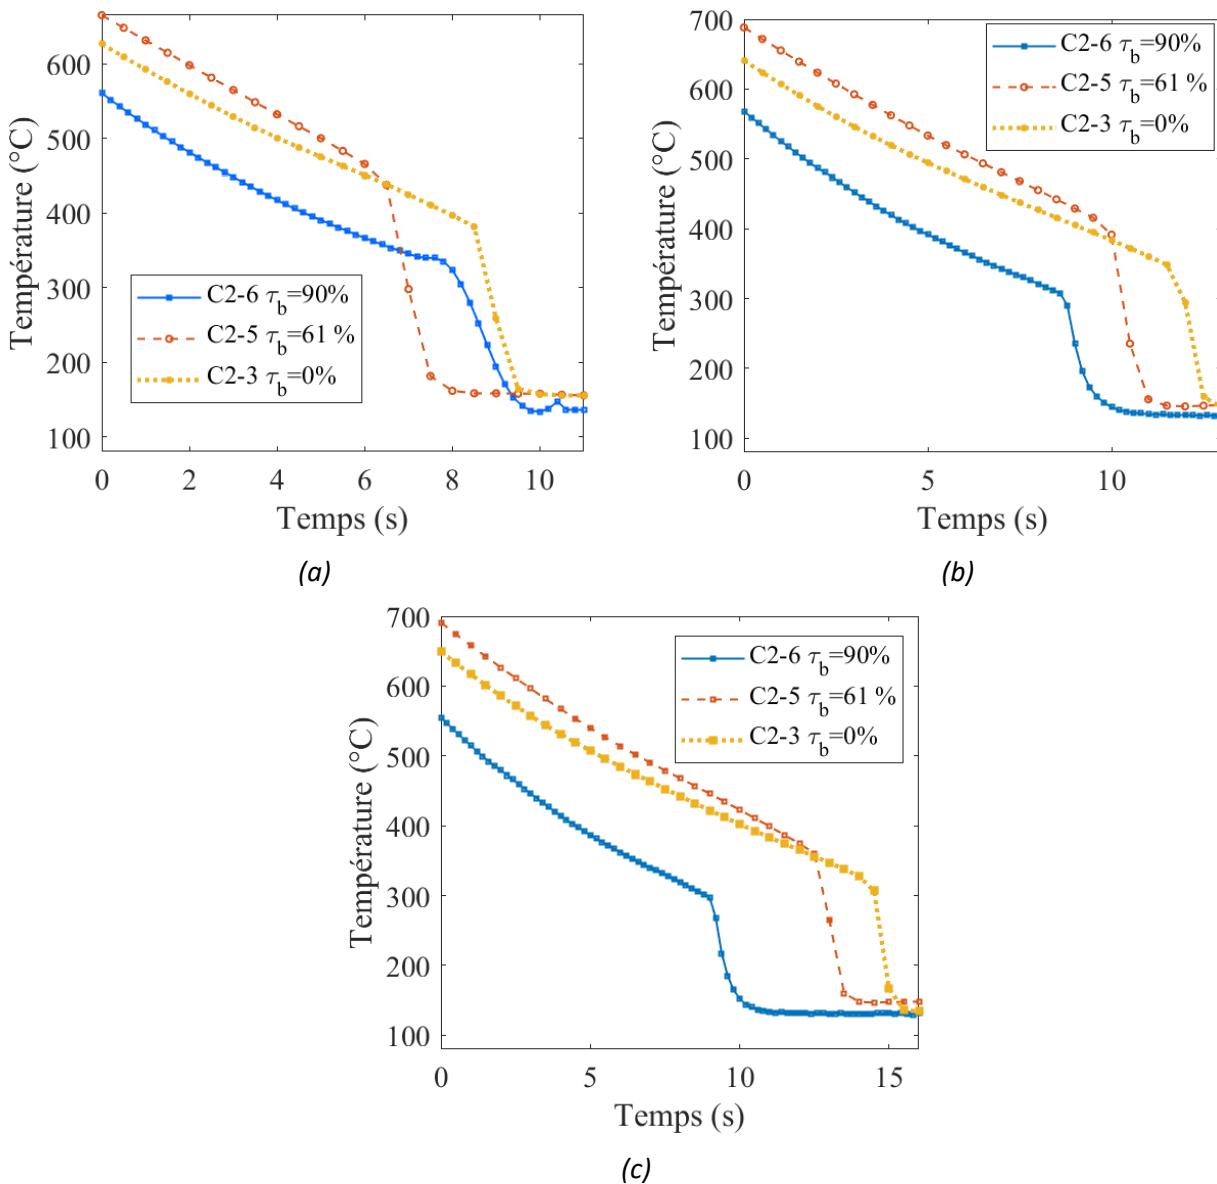 600
500
400
300
200
100
Température (°C)
C2-6 τb=90%
C2-5 τb=61 %
C2-3 τb=0%
0 2 4 6 8 10
Temps (s)
(a)
700
600
500
400
300
200
100
Température (°C)
C2-6 τb=90%
C2-5 τb=61 %
C2-3 τb=0%
0 5 10
Temps (s)
(b)
700
600
500
400
300
200
100
Température (°C)
C2-6 τb=90%
C2-5 τb=61 %
C2-3 τb=0%
0 5 10 15
Temps (s)
(c)